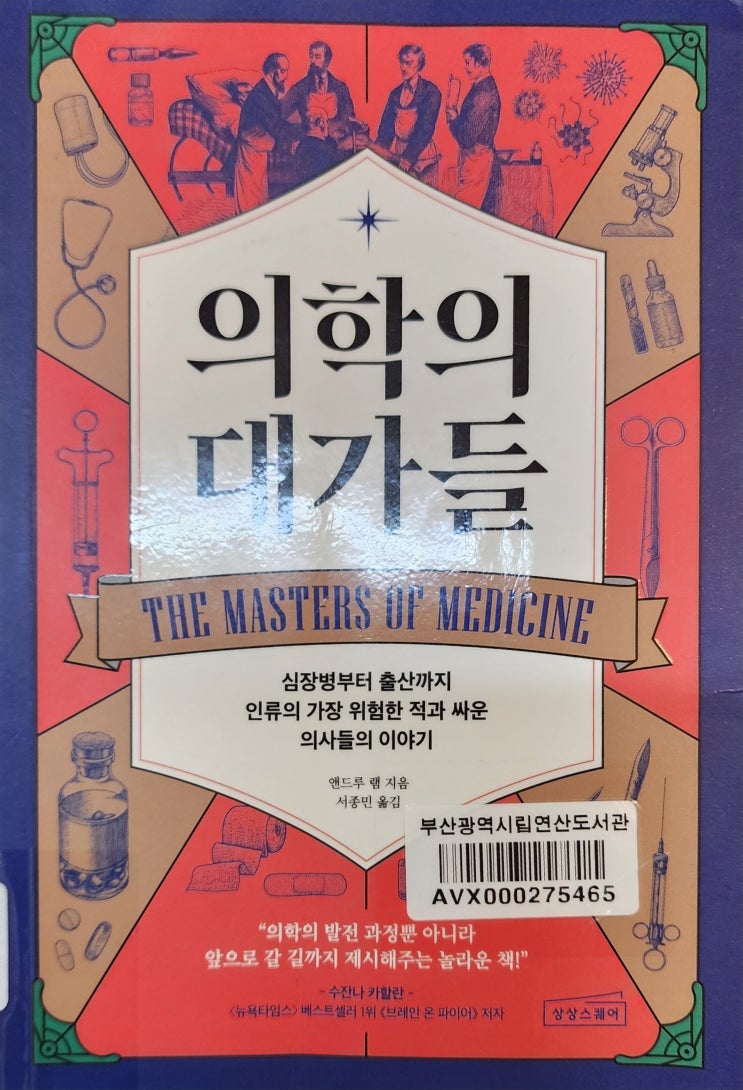 의학의
대가들
THE MASTERS OF MEDICINE
심장병부터 출산까지
인류의 가장 위험한 적과 싸운
의사들의 이야기
앤드루 램 지음
서종민 옮김
부산광역시립연산도서관
AVX000275465
“의학의 발전 과정뿐 아니라
앞으로 갈 길까지 제시해주는 놀라운 책!”
- 수잔나 카할란 -
〈뉴욕타임스〉 베스트셀러 1위 《브레인 온 파이어》 저자
상상스퀘어